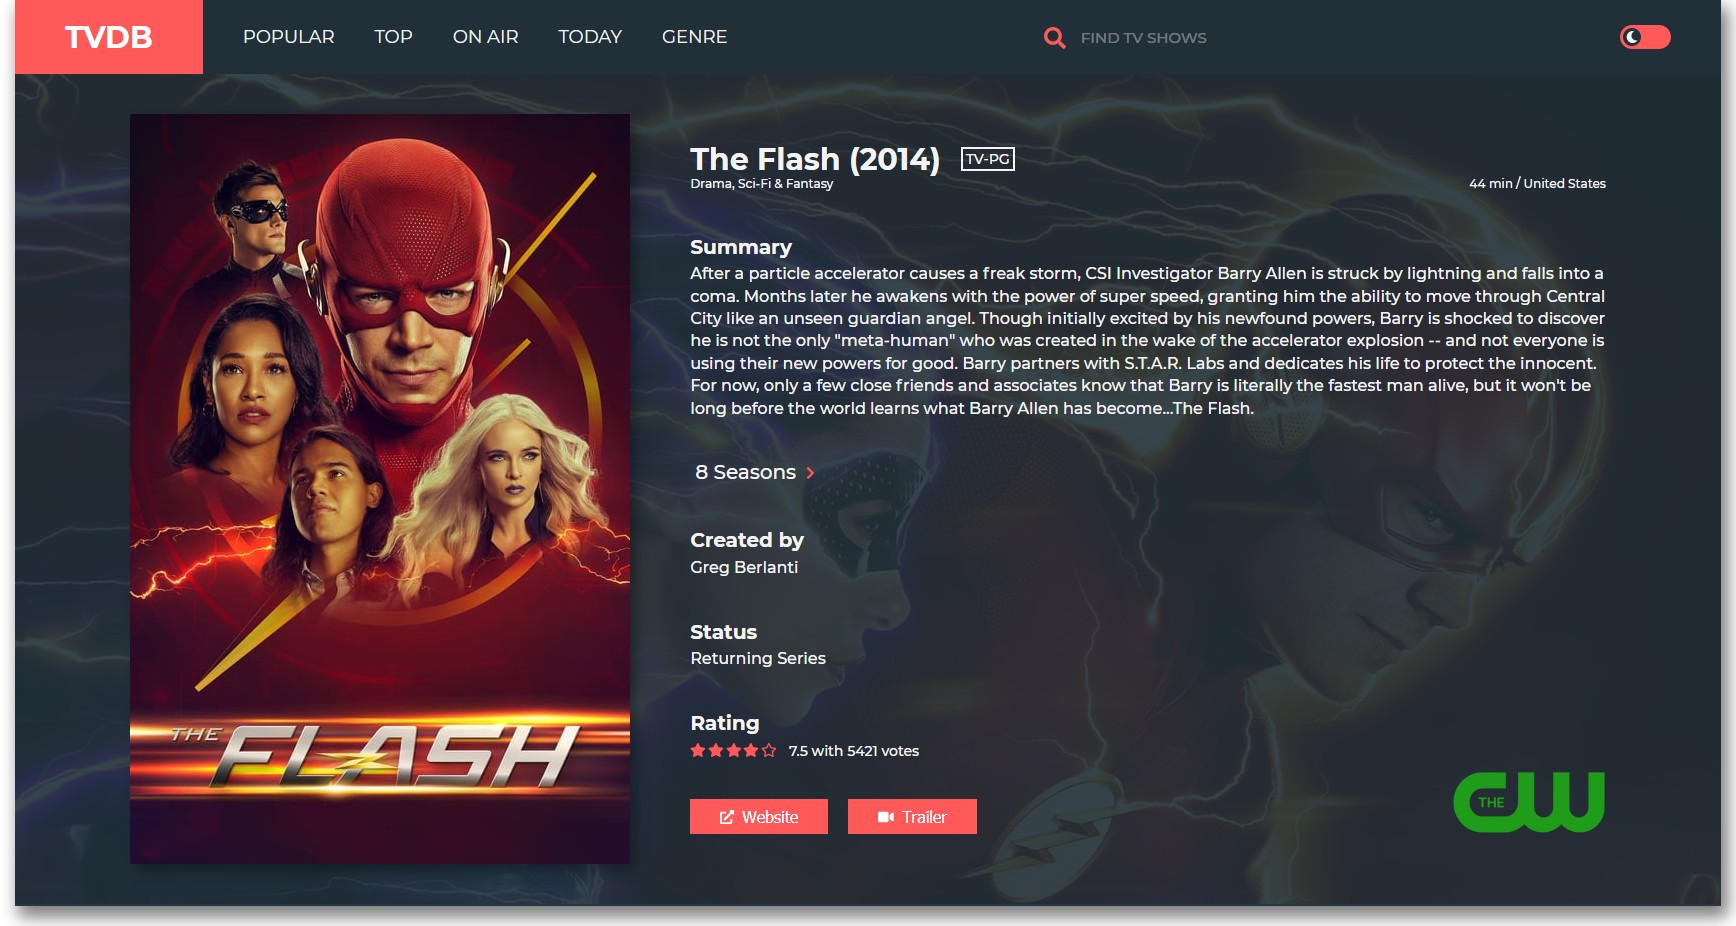 TVDB
POPULAR
TOP
ON AIR
TODAY
GENRE
FIND TV SHOWS
THE FLASH
The Flash (2014)
TV-PG
Drama, Sci-Fi & Fantasy
44 min / United States
Summary
After a particle accelerator causes a freak storm, CSI Investigator Barry Allen is struck by lightning and falls into a
coma. Months later he awakens with the power of super speed, granting him the ability to move through Central
City like an unseen guardian angel. Though initially excited by his newfound powers, Barry is shocked to discover
he is not the only "meta-human" who was created in the wake of the accelerator explosion -- and not everyone is
using their new powers for good. Barry partners with S.T.A.R. Labs and dedicates his life to protect the innocent.
For now, only a few close friends and associates know that Barry is literally the fastest man alive, but it won't be
long before the world learns what Barry Allen has become...The Flash.
8 Seasons
Created by
Greg Berlanti
Status
Returning Series
Rating
7.5 with 5421 votes
Website
Trailer
THE CW